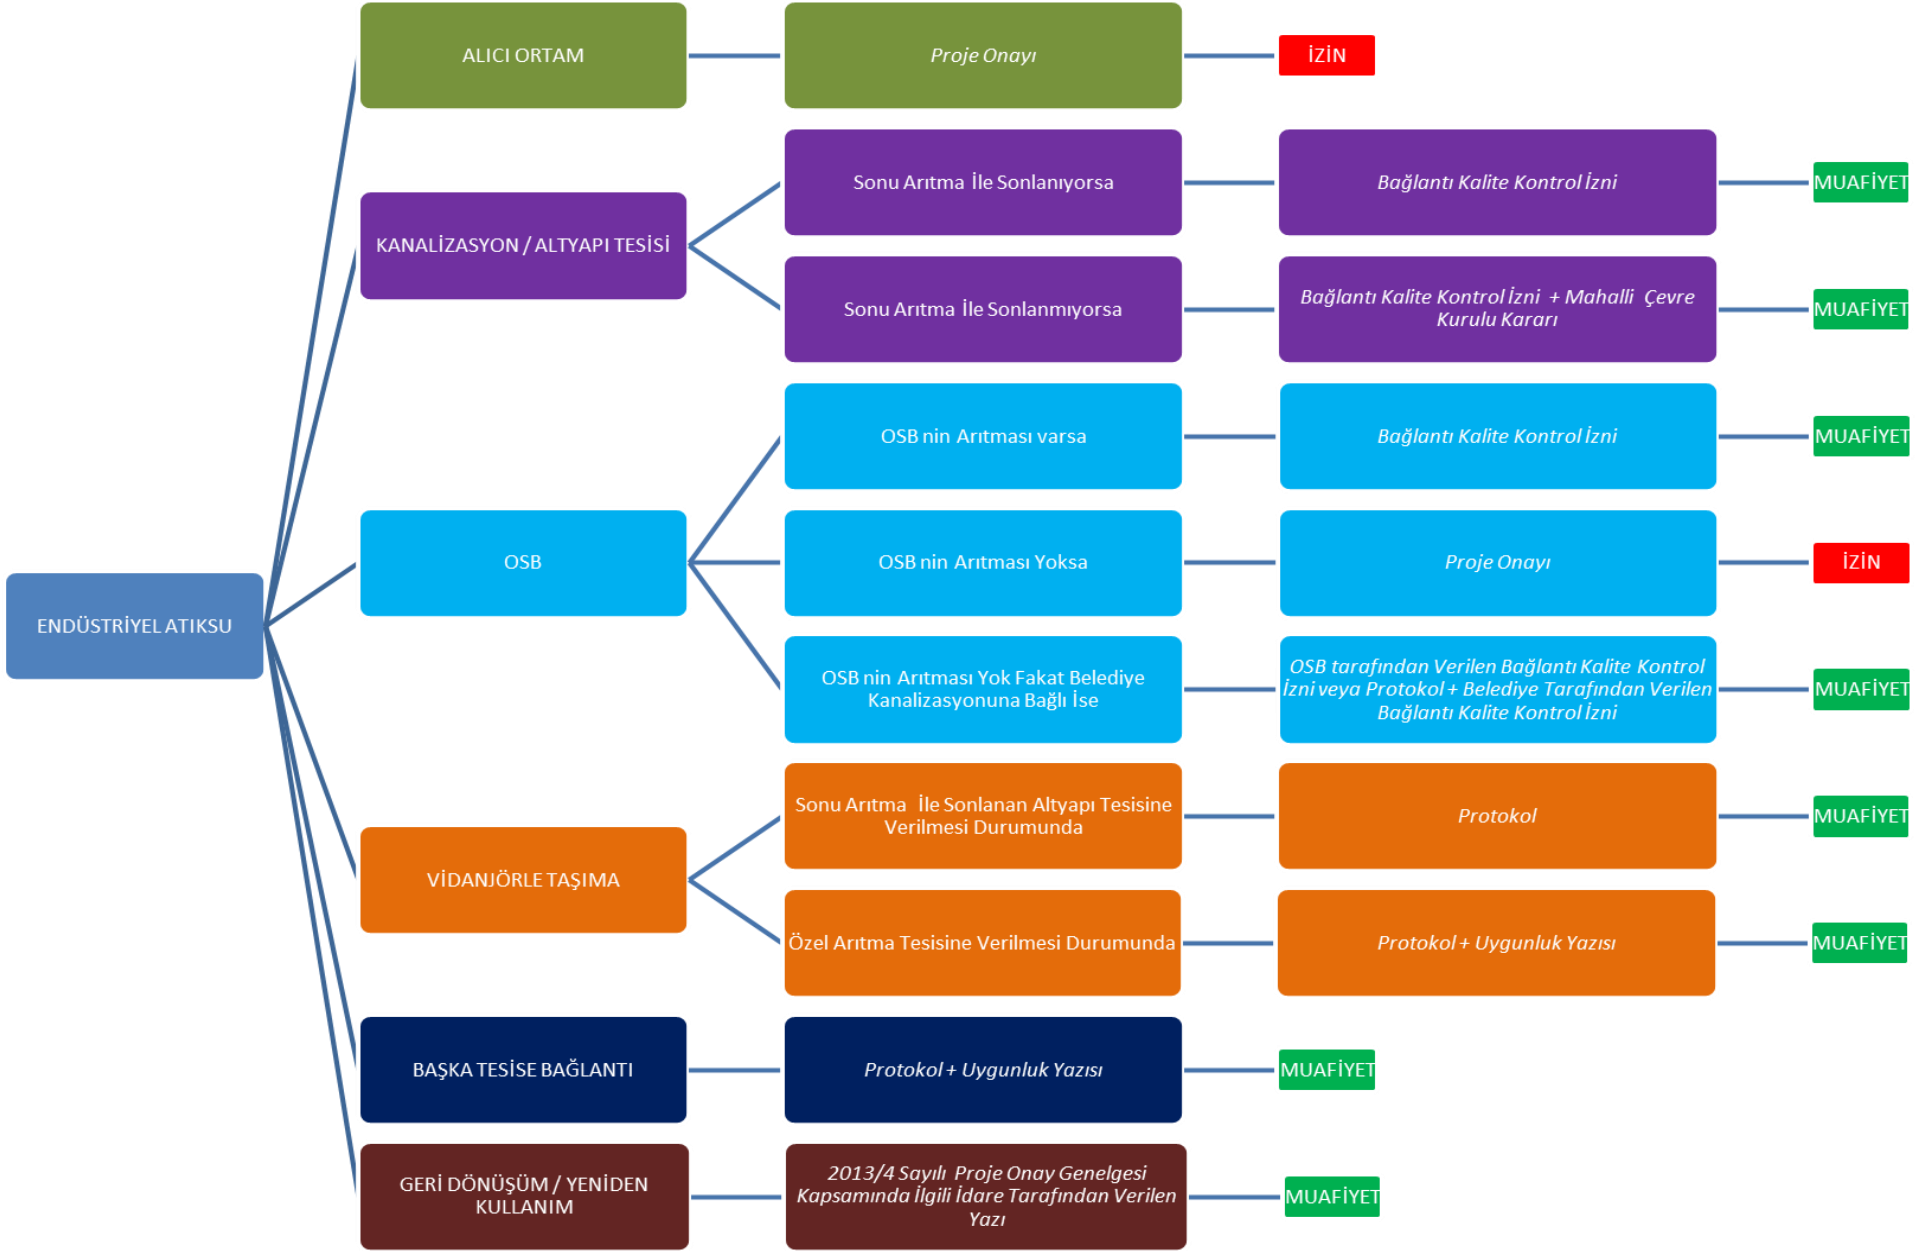 ALICI ORTAM
Proje Onayı
İZİN
KANALİZASYON / ALTYAPI TESİSİ
Sonu Arıtma İle Sonlanıyorsa
Bağlantı Kalite Kontrol İzni
MUAFİYET
Sonu Arıtma İle Sonlanmıyorsa
Bağlantı Kalite Kontrol İzni + Mahalli Çevre
Kurulu Kararı
MUAFİYET
ENDÜSTRİYEL ATIKSU
OSB
OSB nin Arıtması varsa
Bağlantı Kalite Kontrol İzni
MUAFİYET
OSB nin Arıtması Yoksa
Proje Onayı
İZİN
OSB nin Arıtması Yok Fakat Belediye
Kanalizasyonuna Bağlı İse
OSB tarafından Verilen Bağlantı Kalite Kontrol
İzni veya Protokol + Belediye Tarafından Verilen
Bağlantı Kalite Kontrol İzni
MUAFİYET
VİDANJÖRLE TAŞIMA
Sonu Arıtma İle Sonlanan Altyapı Tesisine
Verilmesi Durumunda
Protokol
MUAFİYET
Özel Arıtma Tesisine Verilmesi Durumunda
Protokol + Uygunluk Yazısı
MUAFİYET
BAŞKA TESİSE BAĞLANTI
Protokol + Uygunluk Yazısı
MUAFİYET
GERİ DÖNÜŞÜM / YENİDEN
KULLANIM
2013/4 Sayılı Proje Onay Genelgesi
Kapsamında İlgili İdare Tarafından Verilen
Yazı
MUAFİYET